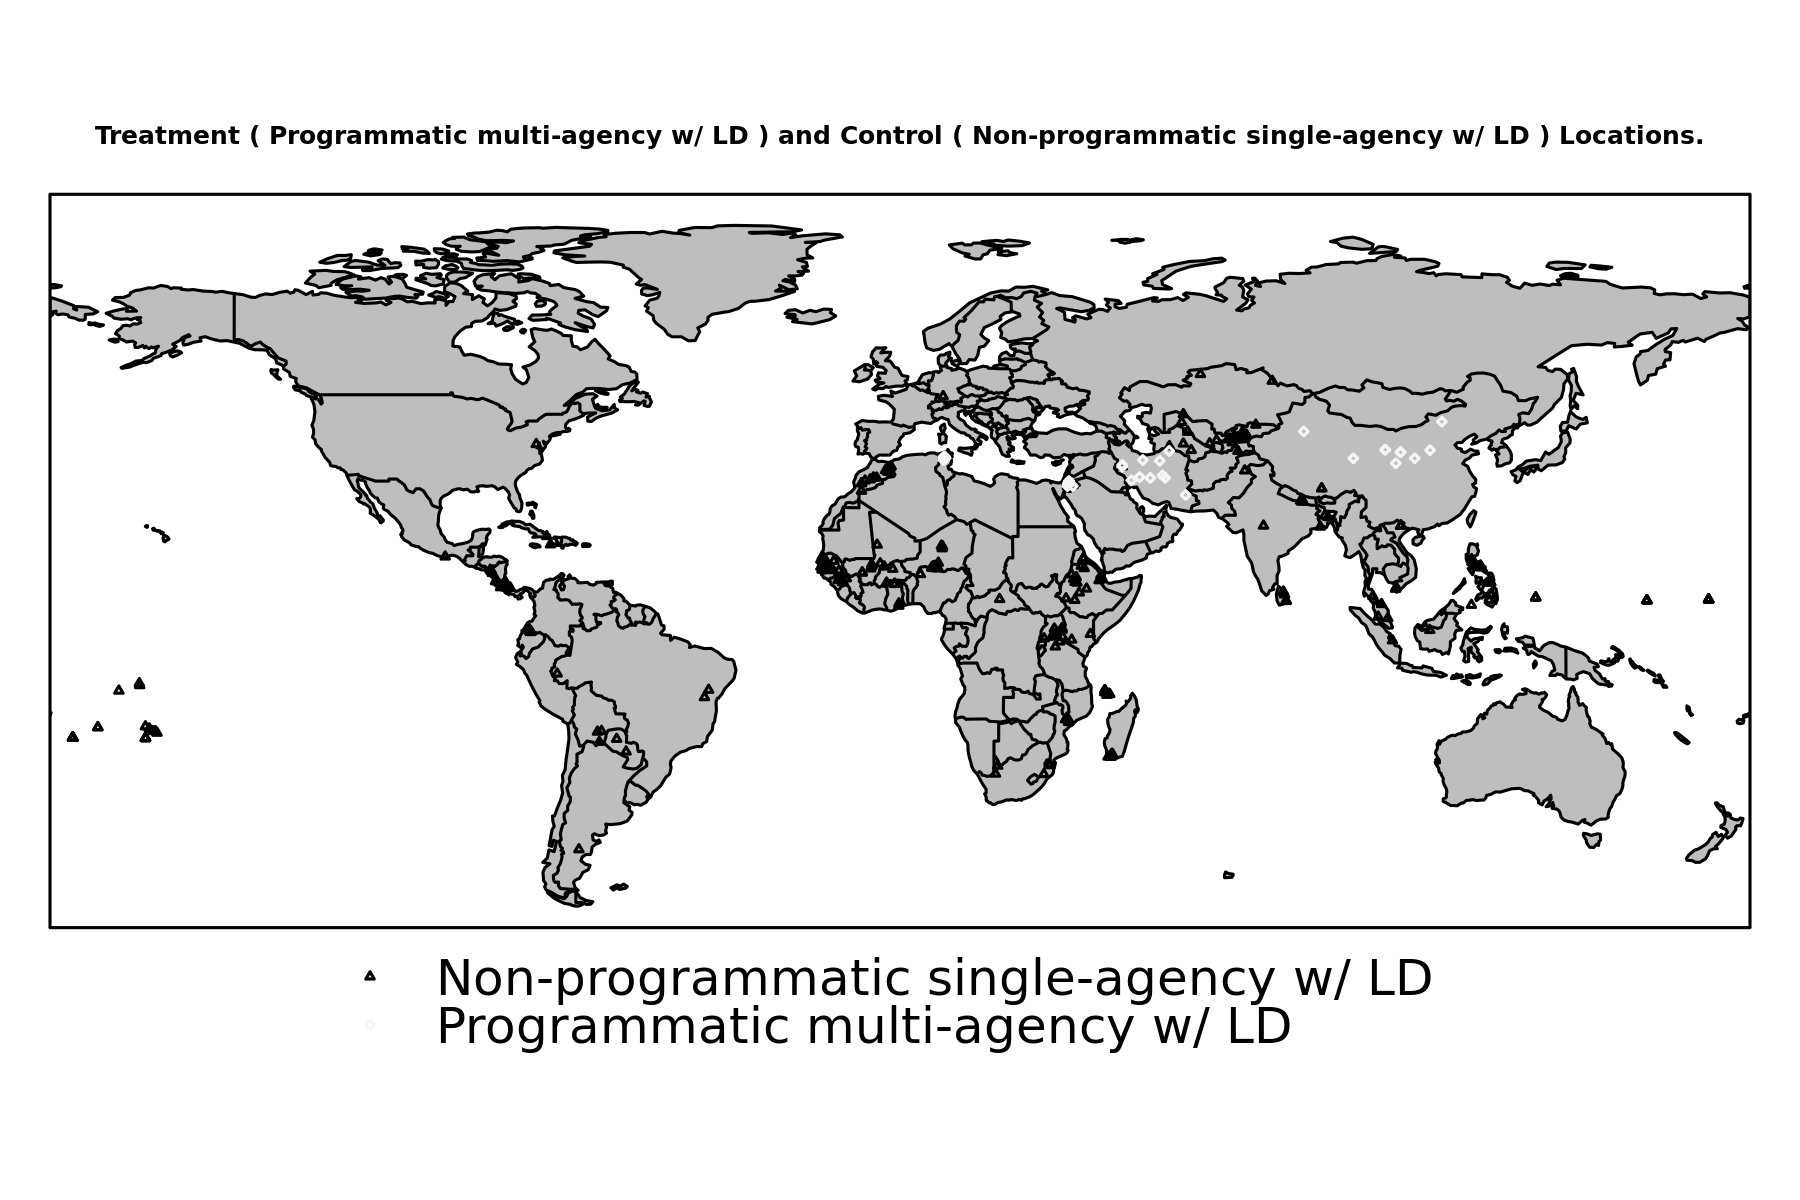 Treatment ( Programmatic multi-agency w/ LD ) and Control ( Non-programmatic single-agency w/ LD ) Locations.
Non-programmatic single-agency w/ LD
Programmatic multi-agency w/ LD